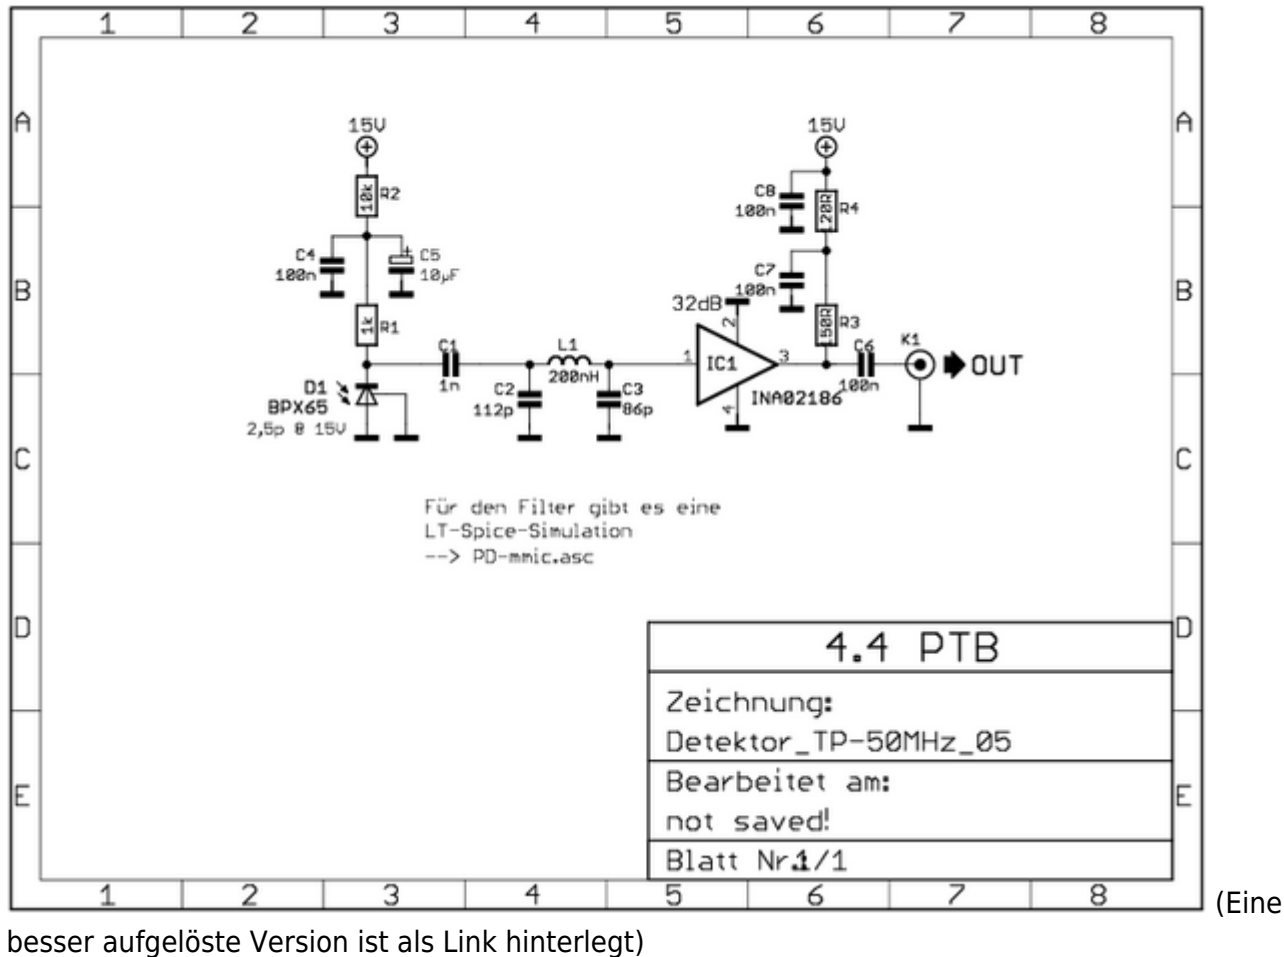 1 2 3 4 5 6 7 8
A A
15V 15V
10k R2
C8
100n
120R R4
C4
100n
+ C5
10µF
C7
100n
B B
32dB
2
1k R1
150R R3
C1
1n
L1
200nH
1 IC1 3
C6
100n
K1
OUT
D1
BPX65
2,5p @ 15V
C2
112p
C3
86p
4
INA02186
C C
Für den Filter gibt es eine
LT-Spice-Simulation
--> PD-mmic.asc
D D
4.4 PTB
Zeichnung:
Detektor_TP-50MHz_05
Bearbeitet am:
not saved!
E E
Blatt Nr.1/1
1 2 3 4 5 6 7 8
(Eine
besser aufgelöste Version ist als Link hinterlegt)